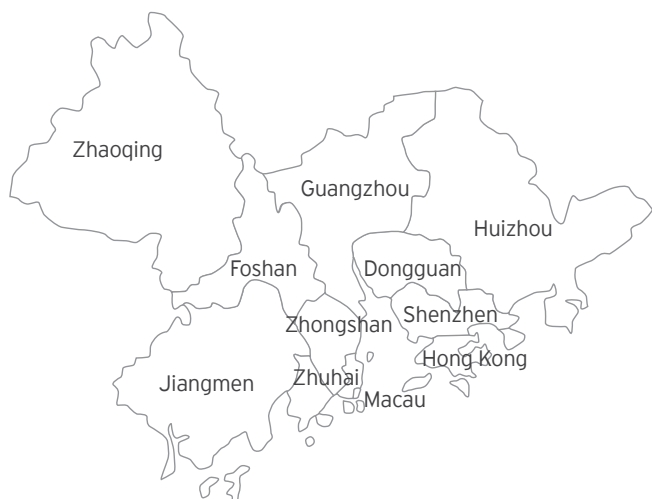 Zhaoqing
Guangzhou
Huizhou
Foshan
Dongguan
Shenzhen
Zhongshan
Hong Kong
Zhuhai
Jiangmen
Macau